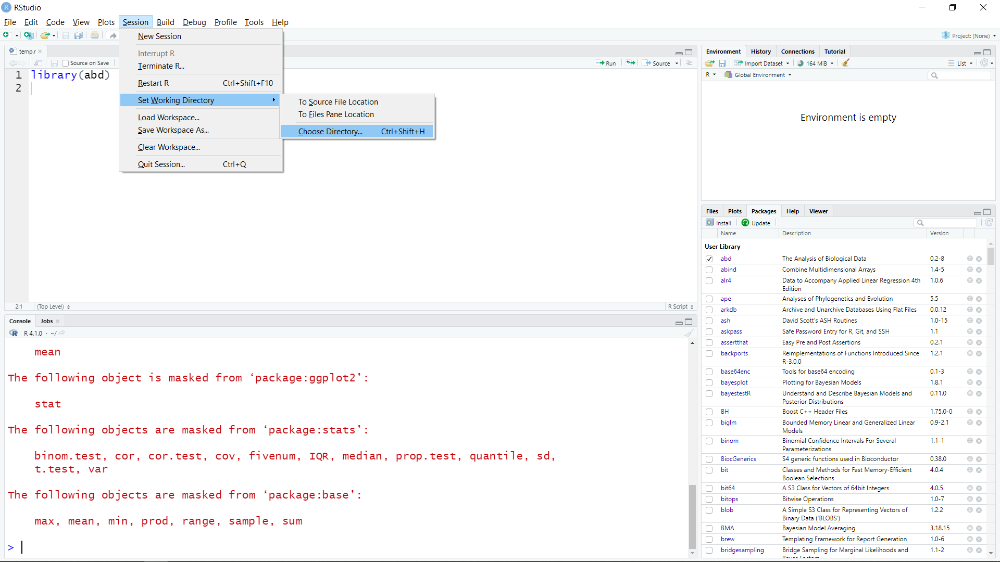 RStudio
File Edit Code View Plots Session Build Debug Profile Tools Help
Project: (None)
New Session
Interrupt R
Terminate R...
Restart R Ctrl+Shift+F10
Set Working Directory
Load Workspace...
Save Workspace As...
Clear Workspace...
Quit Session... Ctrl+Q
To Source File Location
To Files Pane Location
Choose Directory... Ctrl+Shift+H
temp.r
Source on Save
Run Source
1 library(abd)
2
2:1 (Top Level) R Script
Console Jobs
R 4.1.0 · ~/
mean
The following object is masked from ‘package:ggplot2’:
stat
The following objects are masked from ‘package:stats’:
binom.test, cor, cor.test, cov, fivenum, IQR, median, prop.test, quantile, sd,
t.test, var
The following objects are masked from ‘package:base’:
max, mean, min, prod, range, sample, sum
>
Environment History Connections Tutorial
Import Dataset 164 MiB List
R Global Environment
Environment is empty
Files Plots Packages Help Viewer
Install Update
Name Description Version
User Library
abd The Analysis of Biological Data 0.2-8
abind Combine Multidimensional Arrays 1.4-5
alr4 Data to Accompany Applied Linear Regression 4th 1.0.6
Edition
ape Analyses of Phylogenetics and Evolution 5.5
arkdb Archive and Unarchive Databases Using Flat Files 0.0.12
ash David Scott's ASH Routines 1.0-15
askpass Safe Password Entry for R, Git, and SSH 1.1
assertthat Easy Pre and Post Assertions 0.2.1
backports Reimplementations of Functions Introduced Since 1.2.1
R-3.0.0
base64enc Tools for base64 encoding 0.1-3
bayesplot Plotting for Bayesian Models 1.8.1
bayestestR Understand and Describe Bayesian Models and 0.11.0
Posterior Distributions
BH Boost C++ Header Files 1.75.0-0
biglm Bounded Memory Linear and Generalized Linear 0.9-2.1
Models
binom Binomial Confidence Intervals For Several 1.1-1
Parameterizations
BiocGenerics S4 generic functions used in Bioconductor 0.38.0
bit Classes and Methods for Fast Memory-Efficient 4.0.4
Boolean Selections
bit64 A S3 Class for Vectors of 64bit Integers 4.0.5
bitops Bitwise Operations 1.0-7
blob A Simple S3 Class for Representing Vectors of 1.2.2
Binary Data ('BLOBS')
BMA Bayesian Model Averaging 3.18.15
brew Templating Framework for Report Generation 1.0-6
bridgesampling Bridge Sampling for Marginal Likelihoods and 1.1-2